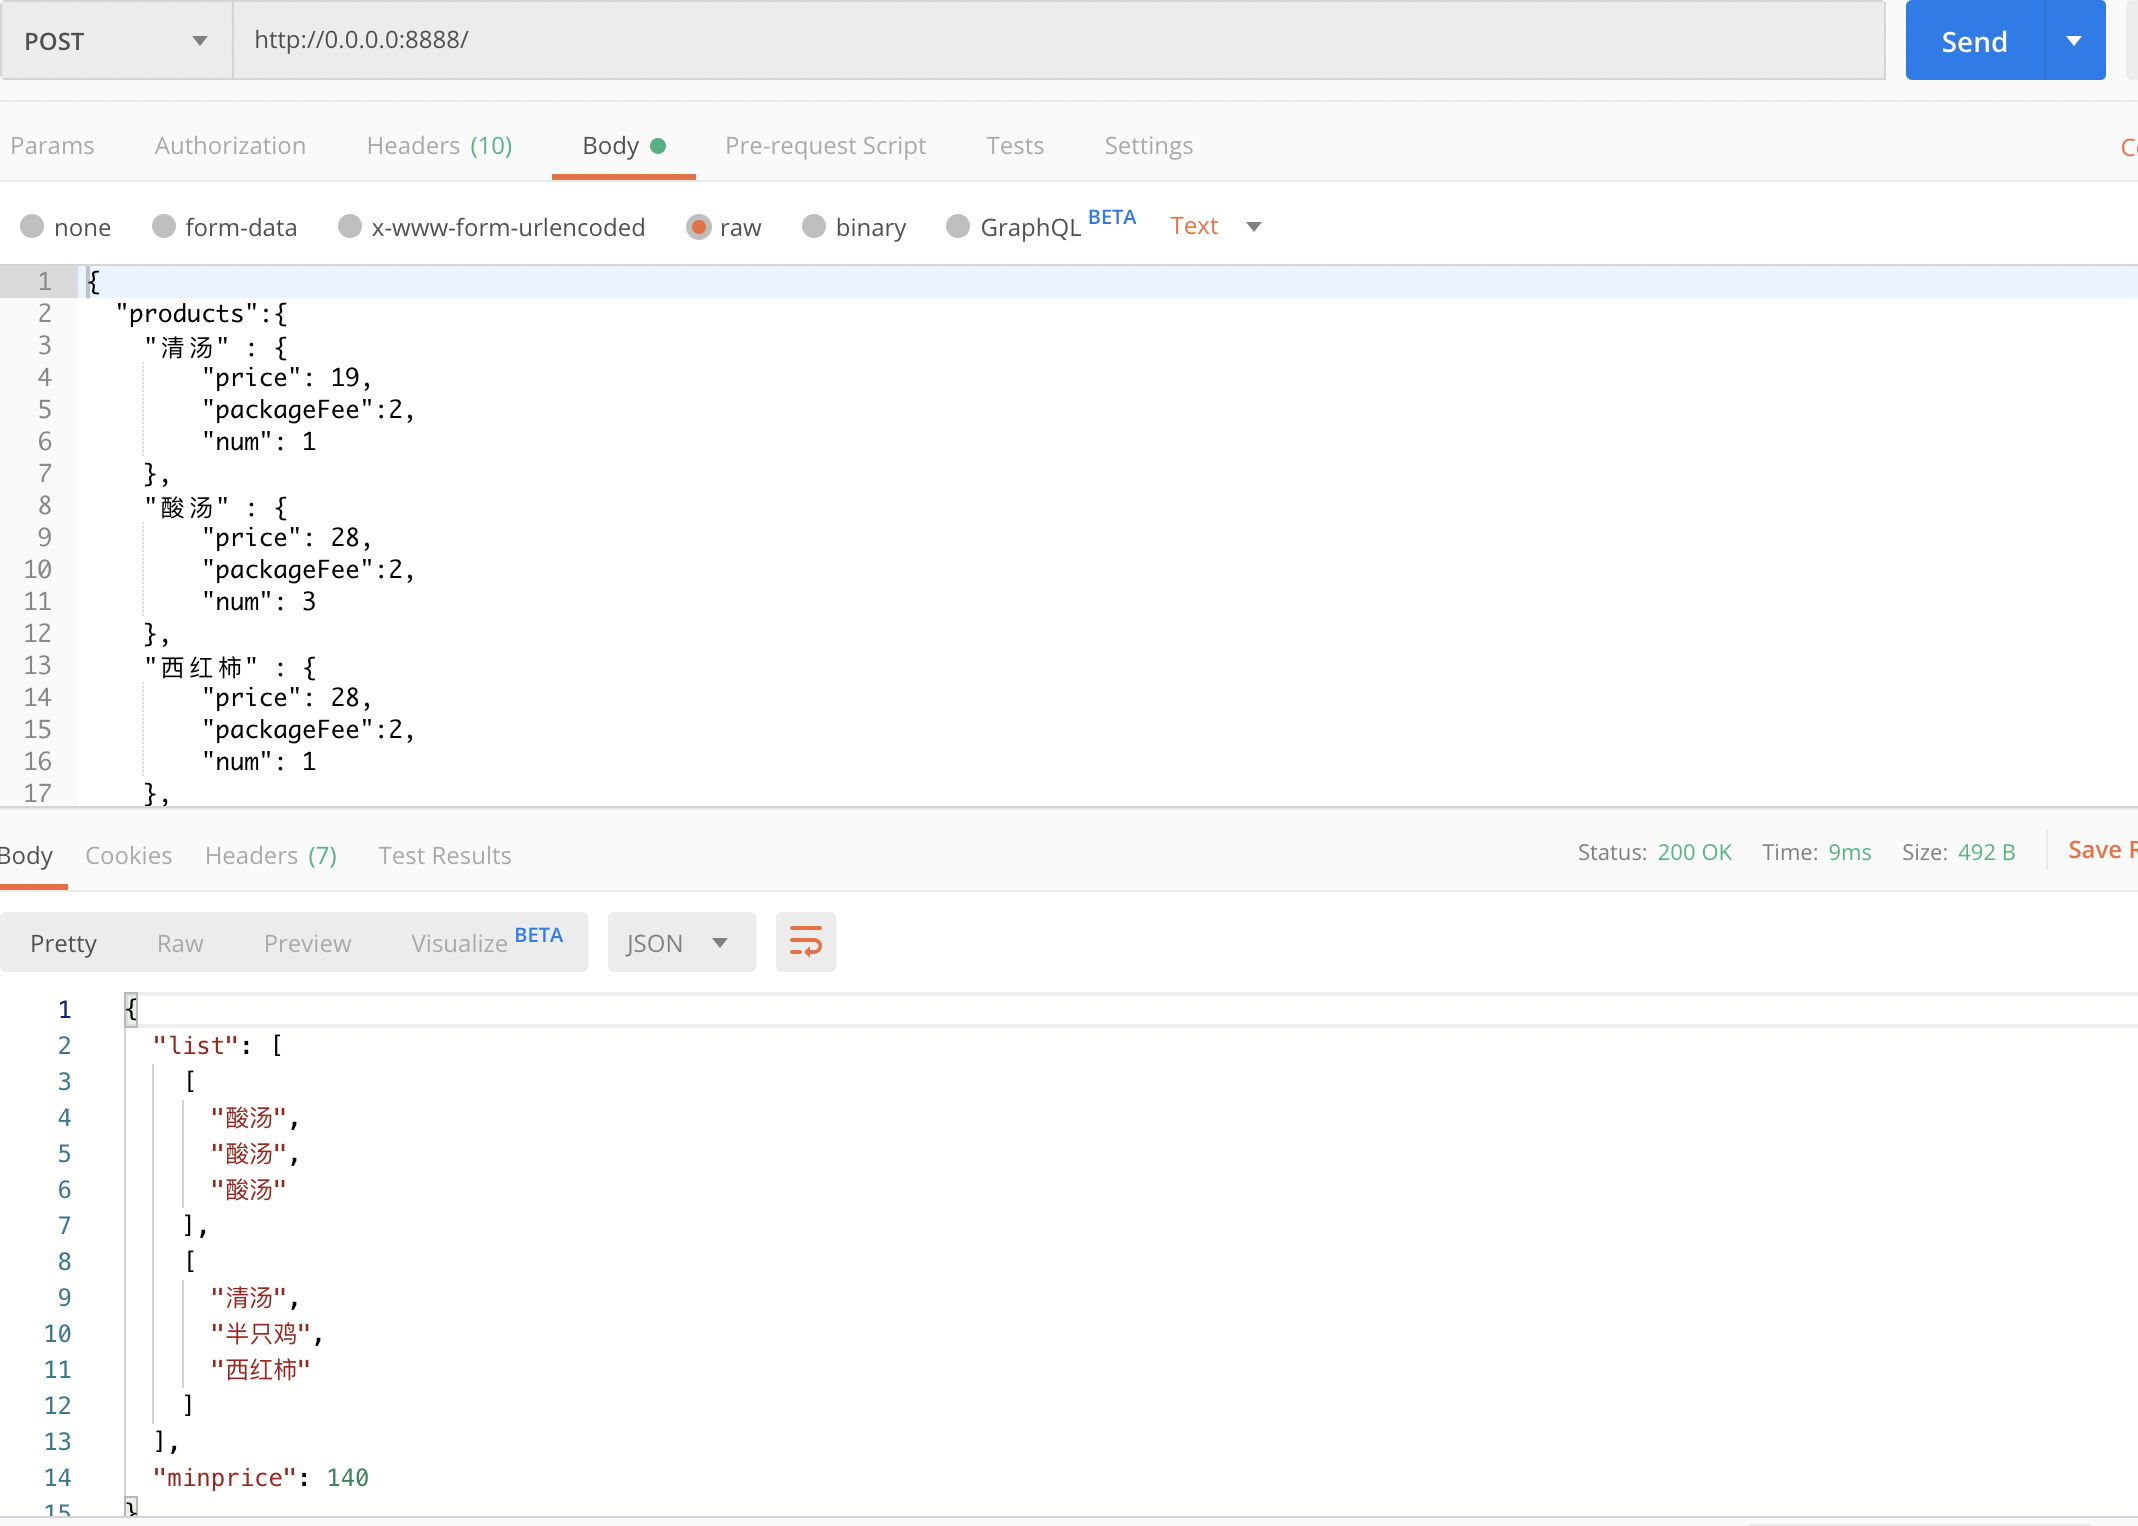 POST http://0.0.0.0:8888/ Send
Params Authorization Headers (10) Body Pre-request Script Tests Settings
none form-data x-www-form-urlencoded raw binary GraphQL BETA Text
1 {
2 "products":{
3 "清汤" : {
4 "price": 19,
5 "packageFee":2,
6 "num": 1
7 },
8 "酸汤" : {
9 "price": 28,
10 "packageFee":2,
11 "num": 3
12 },
13 "西红柿" : {
14 "price": 28,
15 "packageFee":2,
16 "num": 1
17 },
Body Cookies Headers (7) Test Results Status: 200 OK Time: 9ms Size: 492 B Save
Pretty Raw Preview Visualize BETA JSON
1 {
2 "list": [
3 [
4 "酸汤",
5 "酸汤",
6 "酸汤"
7 ],
8 [
9 "清汤",
10 "半只鸡",
11 "西红柿"
12 ]
13 ],
14 "minprice": 140
15 }